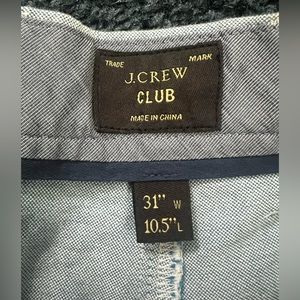 TRADE MARK
J.CREW
CLUB
MADE IN CHINA
31" W
10.5" L